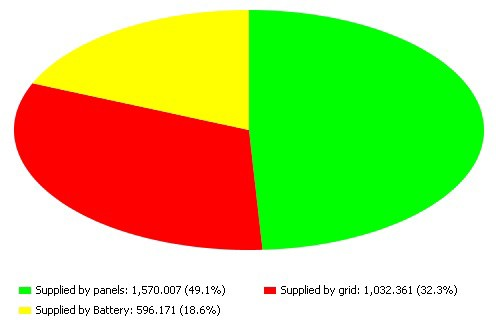 Supplied by panels: 1,570.007 (49.1%) Supplied by grid: 1,032.361 (32.3%)
Supplied by Battery: 596.171 (18.6%)